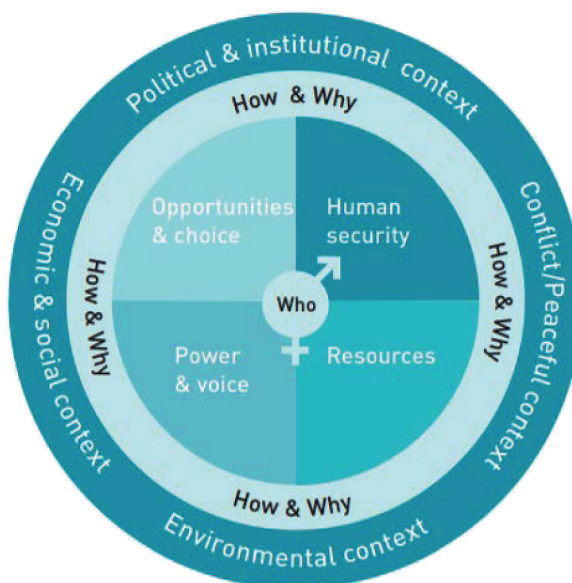 Political & institutional context
How & Why
Opportunities
& choice
Human
security
Economic & social context
How & Why
Who
How & Why
Conflict/Peaceful context
Power
& voice
Resources
How & Why
Environmental context